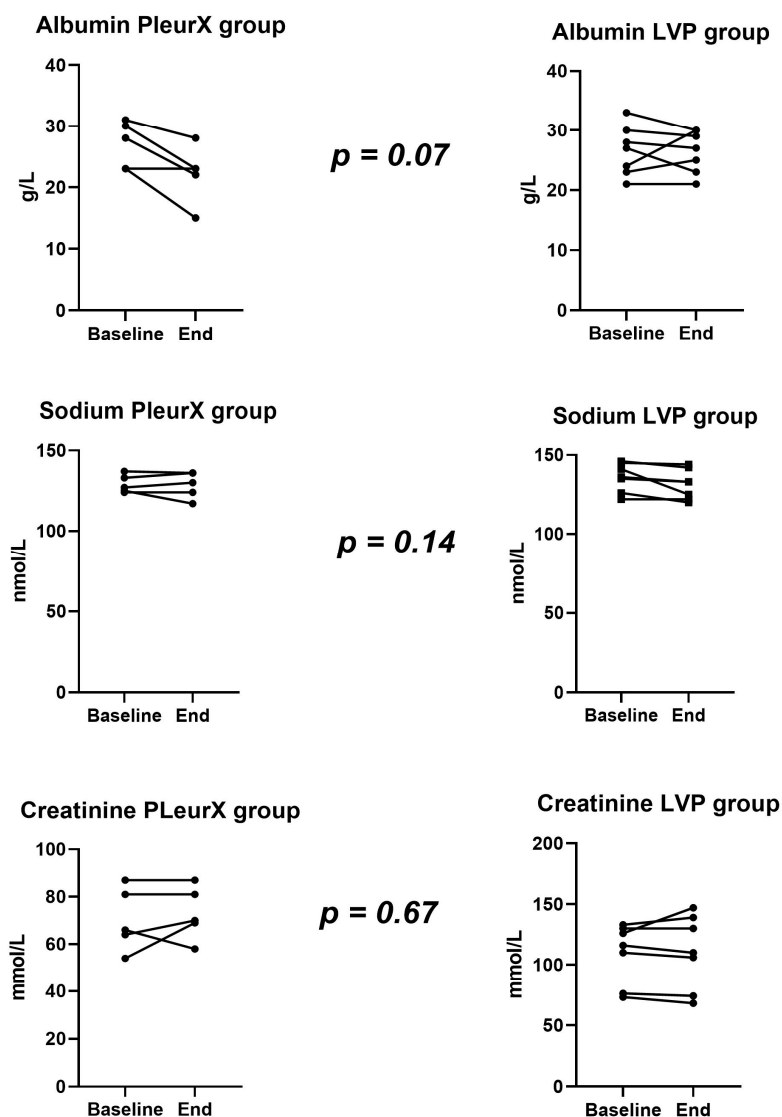 Albumin PleurX group
40
30
20
10
0
g/L
Baseline End
p = 0.07
Albumin LVP group
40
30
20
10
0
g/L
Baseline End
Sodium PleurX group
150
100
50
0
nmol/L
Baseline End
p = 0.14
Sodium LVP group
150
100
50
0
nmol/L
Baseline End
Creatinine PLeurX group
100
80
60
40
20
0
mmol/L
Baseline End
p = 0.67
Creatinine LVP group
200
150
100
50
0
mmol/L
Baseline End